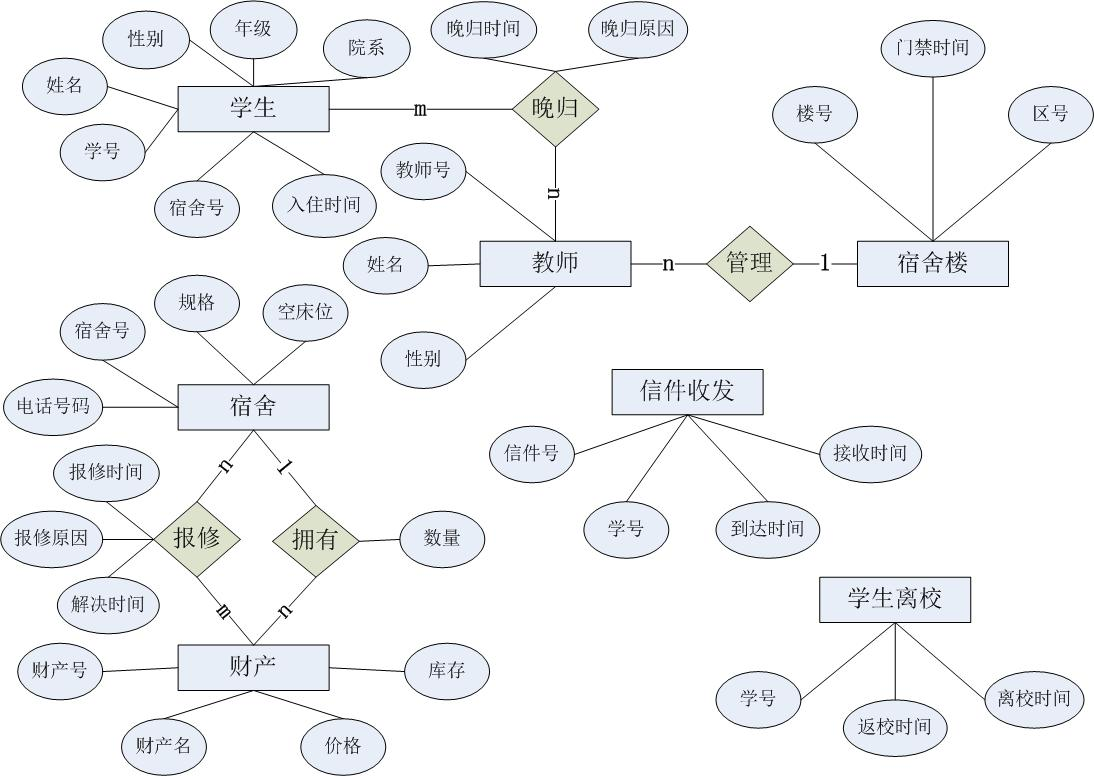 年级
晚归时间
晚归原因
性别
院系
门禁时间
姓名
学生
m
晚归
楼号
区号
学号
教师号
n
宿舍号
入住时间
姓名
教师
n
管理
1
宿舍楼
规格
空床位
宿舍号
性别
电话号码
宿舍
信件收发
信件号
接收时间
n
1
报修时间
学号
到达时间
报修原因
报修
拥有
数量
解决时间
m
n
学生离校
财产号
财产
库存
学号
离校时间
返校时间
财产名
价格